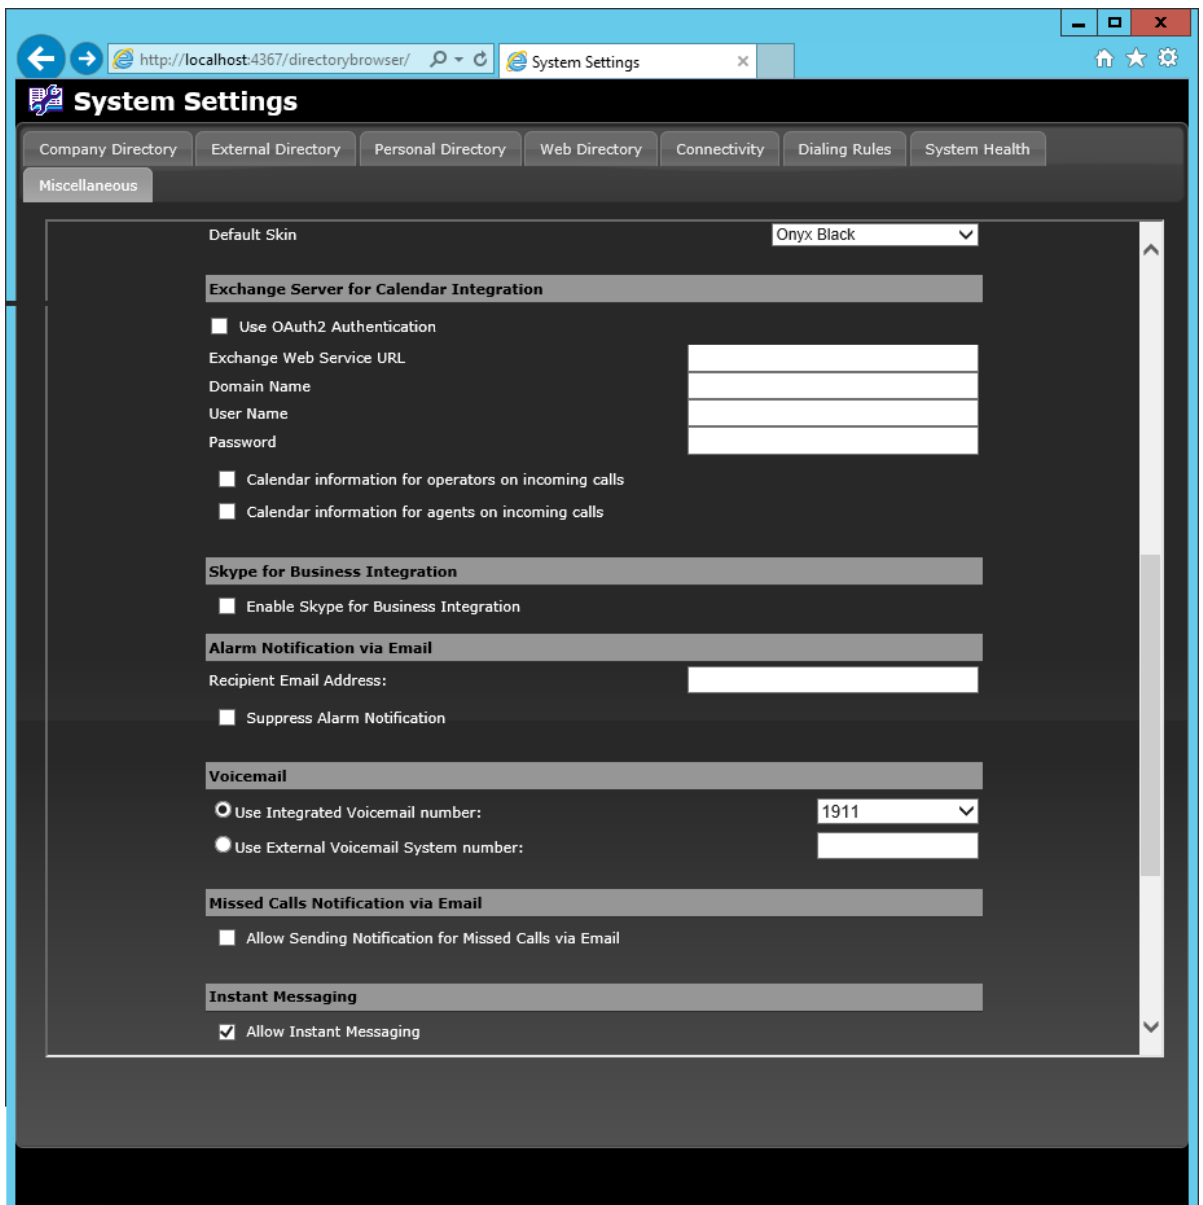 http://localhost:4367/directorybrowser/
System Settings
System Settings
Company Directory External Directory Personal Directory Web Directory Connectivity Dialing Rules System Health
Miscellaneous
Default Skin Onyx Black
Exchange Server for Calendar Integration
Use OAuth2 Authentication
Exchange Web Service URL
Domain Name
User Name
Password
Calendar information for operators on incoming calls
Calendar information for agents on incoming calls
Skype for Business Integration
Enable Skype for Business Integration
Alarm Notification via Email
Recipient Email Address:
Suppress Alarm Notification
Voicemail
Use Integrated Voicemail number: 1911
Use External Voicemail System number:
Missed Calls Notification via Email
Allow Sending Notification for Missed Calls via Email
Instant Messaging
Allow Instant Messaging